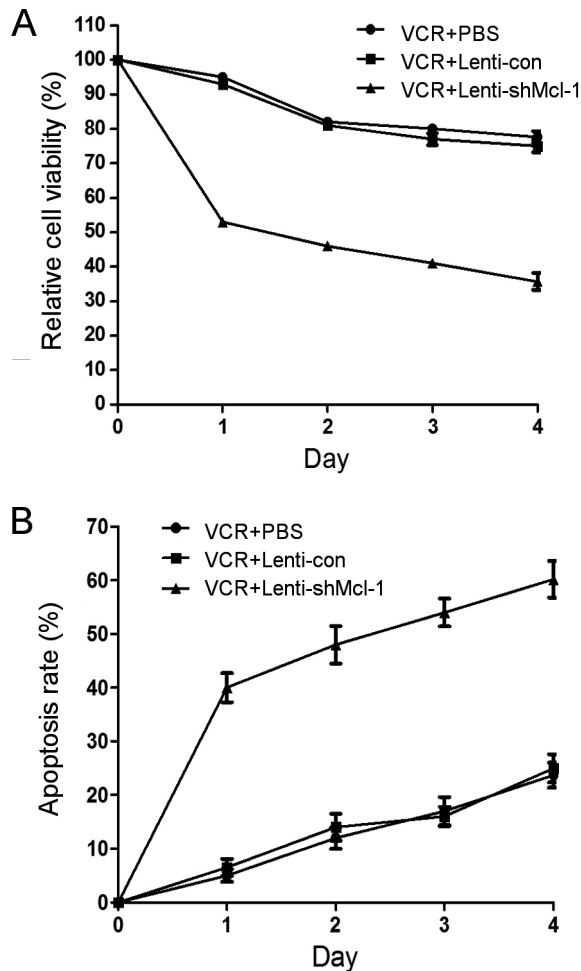 A
VCR+PBS
VCR+Lenti-con
VCR+Lenti-shMcl-1
Relative cell viability (%)
110
100
90
80
70
60
50
40
30
20
10
0
0 1 2 3 4
Day
B
VCR+PBS
VCR+Lenti-con
VCR+Lenti-shMcl-1
Apoptosis rate (%)
70
60
50
40
30
20
10
0
0 1 2 3 4
Day